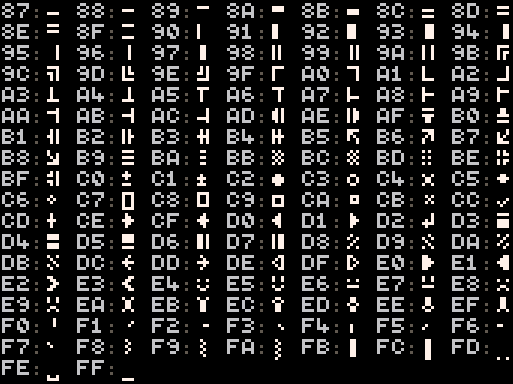 87: 88: 89: 8A: 8B: 8C: 8D:
8E: 8F: 90: 91: 92: 93: 94:
95: 96: 97: 98: 99: 9A: 9B:
9C: 9D: 9E: 9F: A0: A1: A2:
A3: A4: A5: A6: A7: A8: A9:
AA: AB: AC: AD: AE: AF: B0:
B1: B2: B3: B4: B5: B6: B7:
B8: B9: BA: BB: BC: BD: BE:
BF: C0: C1: C2: C3: C4: C5:
C6: C7: C8: C9: CA: CB: CC:
CD: CE: CF: D0: D1: D2: D3:
D4: D5: D6: D7: D8: D9: DA:
DB: DC: DD: DE: DF: E0: E1:
E2: E3: E4: E5: E6: E7: E8:
E9: EA: EB: EC: ED: EE: EF:
F0: F1: F2: F3: F4: F5: F6:
F7: F8: F9: FA: FB: FC: FD:
FE: FF: